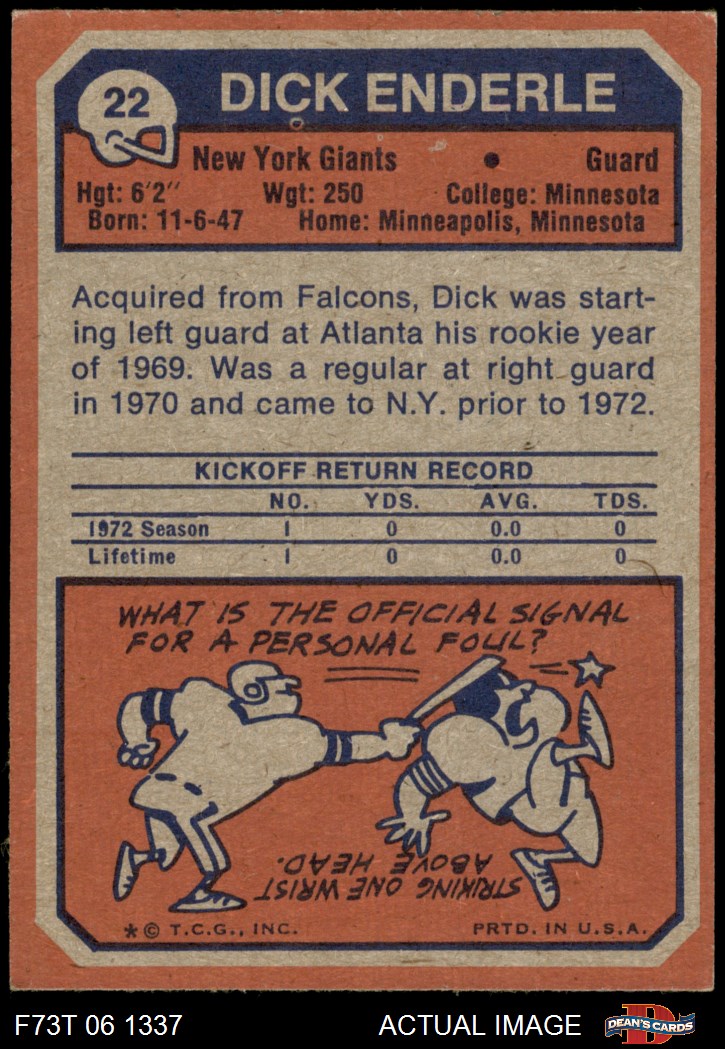 22
DICK ENDERLE
New York Giants • Guard
Hgt: 6'2" Wgt: 250 College: Minnesota
Born: 11-6-47 Home: Minneapolis, Minnesota
Acquired from Falcons, Dick was start-
ing left guard at Atlanta his rookie year
of 1969. Was a regular at right guard
in 1970 and came to N.Y. prior to 1972.
KICKOFF RETURN RECORD
NO. YDS. AVG. TDS.
1972 Season 1 0 0.0 0
Lifetime 1 0 0.0 0
WHAT IS THE OFFICIAL SIGNAL
FOR A PERSONAL FOUL?
STRIKING ONE WRIST
ABOVE HEAD.
*© T.C.G., INC. PRTD. IN U.S.A.
F73T 06 1337 ACTUAL IMAGE
D
DEAN'S CARDS